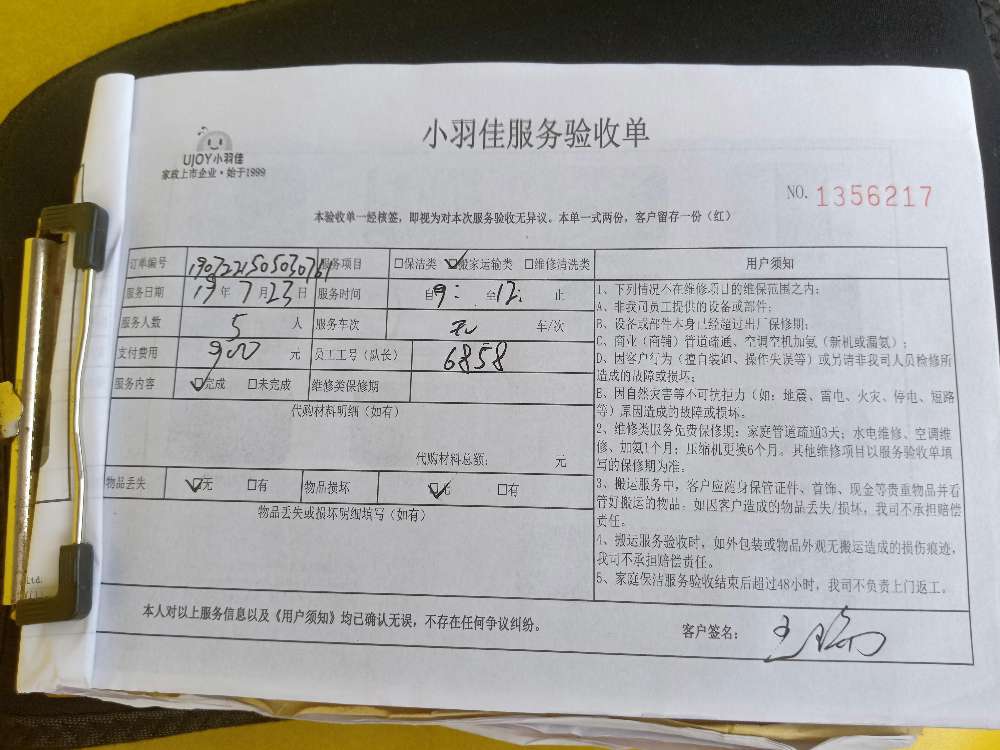 小羽佳服务验收单
UJOY小羽佳
家政上市企业·始于1999
NO. 1356217
本验收单一经核签，即视为对本次服务验收无异议。本单一式两份，客户留存一份（红）
订单编号 服务项目 □保洁类 ☑搬家运输类 □维修清洗类
服务日期 19年7月23日 服务时间 自9: 至12: 止
服务人数 5 人 服务车次 车/次
支付费用 900 元 员工工号（队长） 6858
服务内容 ☑完成 □未完成 维修类保修期
代购材料明细（如有）
代购材料总额： 元
物品丢失 ☑无 □有 物品损坏 ☑无 □有
物品丢失或损坏明细填写（如有）
用户须知
1、下列情况不在维修项目的维保范围之内：
A、非我司员工提供的设备或部件；
B、设备或部件本身已经超过出厂保修期；
C、商业（商铺）管道疏通、空调空机加氨（新机或漏氨）；
D、因客户行为（擅自装卸、操作失误等）或另请非我司人员检修所
造成的故障或损坏；
E、因自然灾害等不可抗拒力（如：地震、雷电、火灾、停电、短路
等）原因造成的故障或损坏。
2、维修类服务免费保修期：家庭管道疏通3天；水电维修、空调维
修、加氨1个月；压缩机更换6个月。其他维修项目以服务验收单填
写的保修期为准；
3、搬运服务中，客户应随身保管证件、首饰、现金等贵重物品并看
管好搬运的物品，如因客户造成的物品丢失/损坏，我司不承担赔偿
责任。
4、搬运服务验收时，如外包装或物品外观无搬运造成的损伤痕迹，
我司不承担赔偿责任。
5、家庭保洁服务验收结束后超过48小时，我司不负责上门返工。
本人对以上服务信息以及《用户须知》均已确认无误，不存在任何争议纠纷。
客户签名：
Ltd.